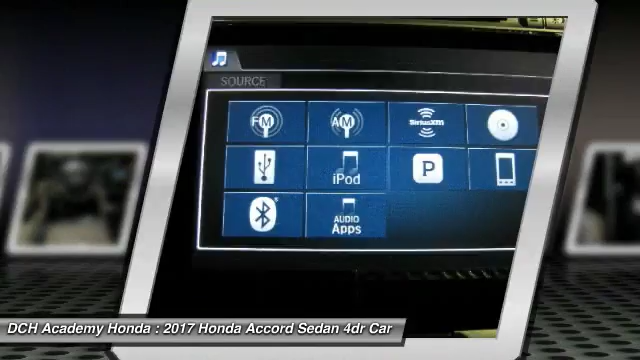 SOURCE
FM
AM
SiriusXM
iPod
P
AUDIO
Apps
DCH Academy Honda : 2017 Honda Accord Sedan 4dr Car